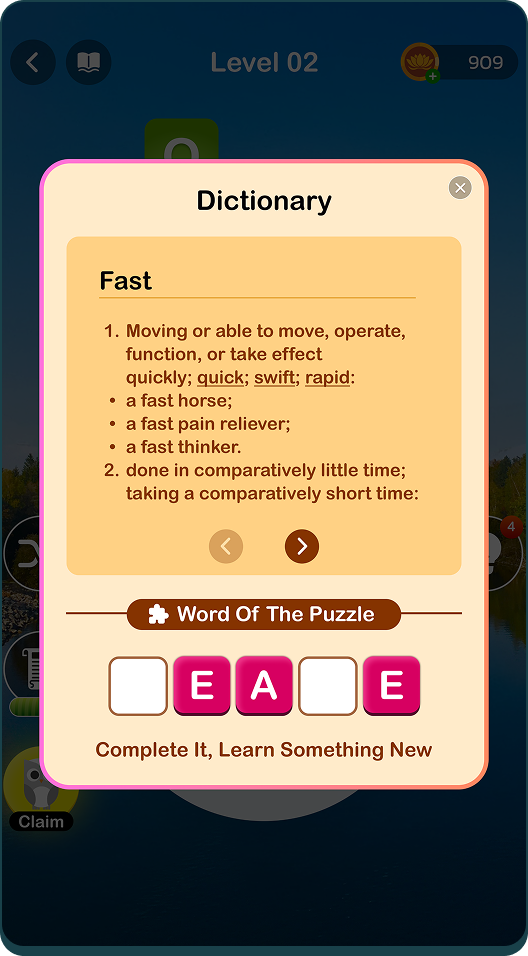 Level 02
909
Dictionary
Fast
1. Moving or able to move, operate,
function, or take effect
quickly; quick; swift; rapid:
• a fast horse;
• a fast pain reliever;
• a fast thinker.
2. done in comparatively little time;
taking a comparatively short time:
4
Word Of The Puzzle
E A E
Complete It, Learn Something New
Claim